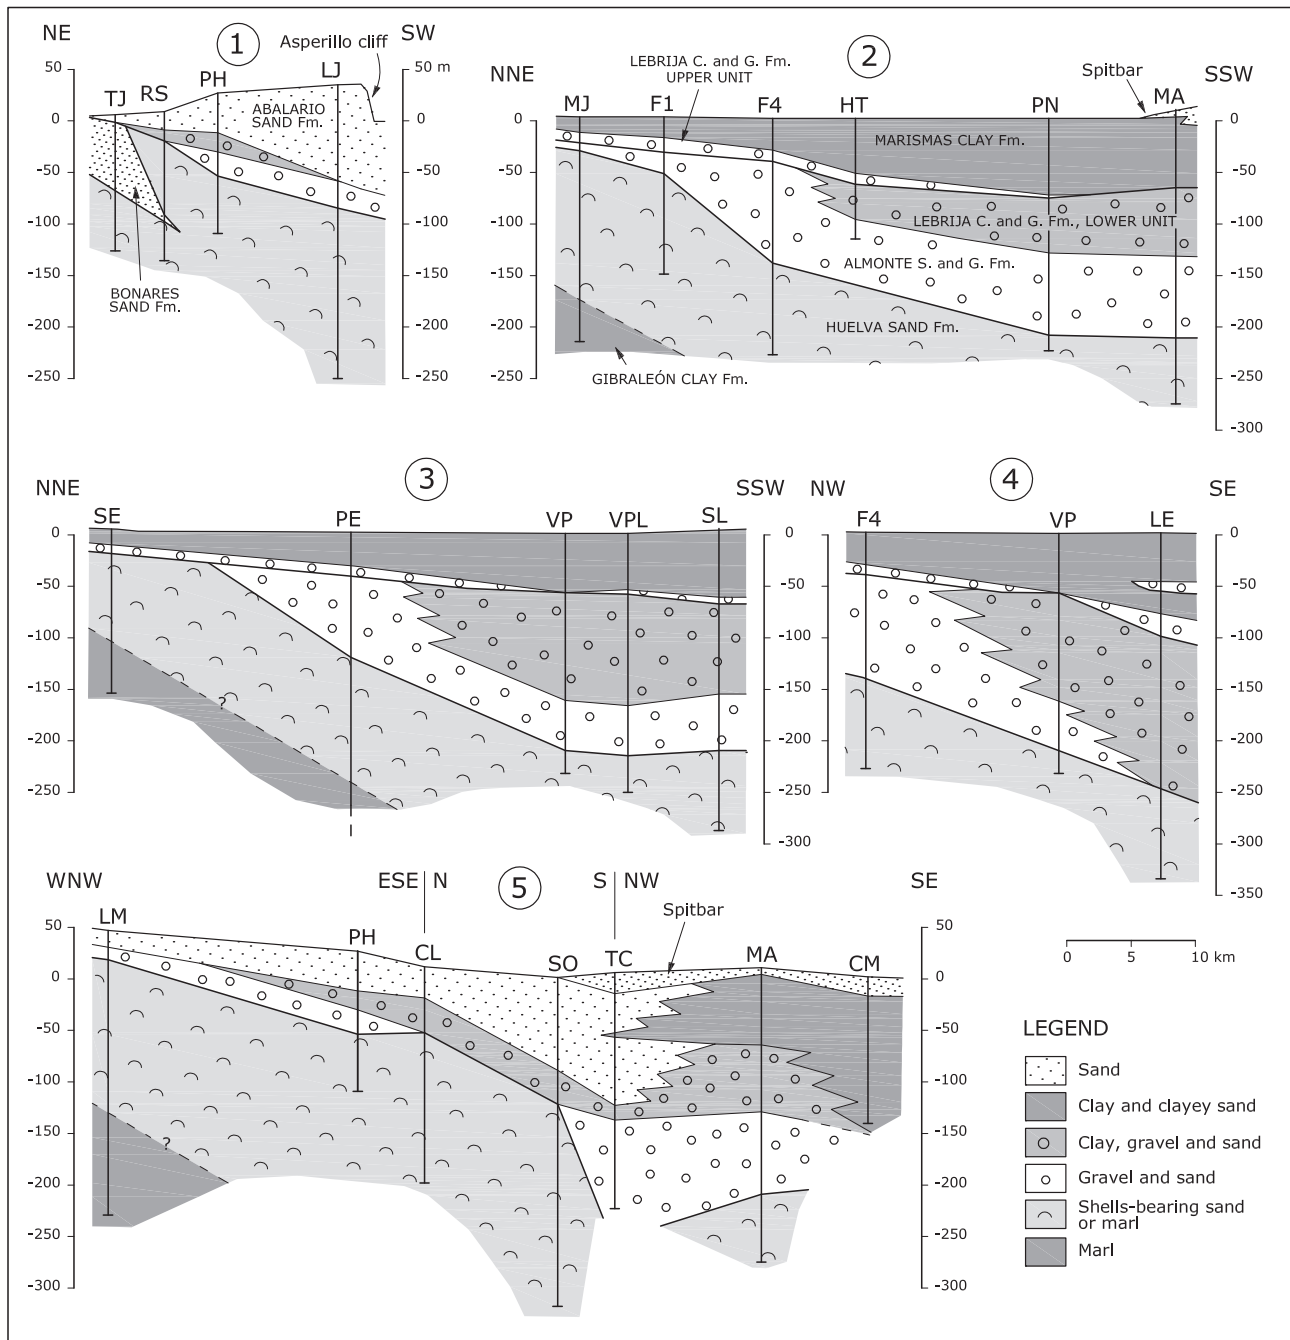 NE
1
SW
Asperillo cliff
50
50 m
TJ
RS
PH
LJ
ABALARIO
SAND Fm.
0
0
-50
-50
-100
-100
-150
-150
-200
-200
-250
-250
BONARES
SAND Fm.
NNE
2
SSW
LEBRIJA C. and G. Fm.
UPPER UNIT
Spitbar
MJ
F1
F4
HT
PN
MA
0
0
MARISMAS CLAY Fm.
-50
-50
LEBRIJA C. and G. Fm., LOWER UNIT
-100
-100
ALMONTE S. and G. Fm.
-150
-150
HUELVA SAND Fm.
-200
-200
-250
-250
GIBRALEÓN CLAY Fm.
-300
NNE
3
SSW
SE
PE
VP
VPL
SL
0
0
-50
-50
-100
-100
-150
-150
?
-200
-200
-250
-250
-300
NW
4
SE
F4
VP
LE
0
-50
-100
-150
-200
-250
-300
-350
WNW
ESE
N
5
S
NW
SE
Spitbar
LM
PH
CL
SO
TC
MA
CM
50
50
0
0
-50
-50
-100
-100
?
-150
-150
-200
-200
-250
-250
-300
-300
0
5
10 km
LEGEND
Sand
Clay and clayey sand
Clay, gravel and sand
Gravel and sand
Shells-bearing sand
or marl
Marl